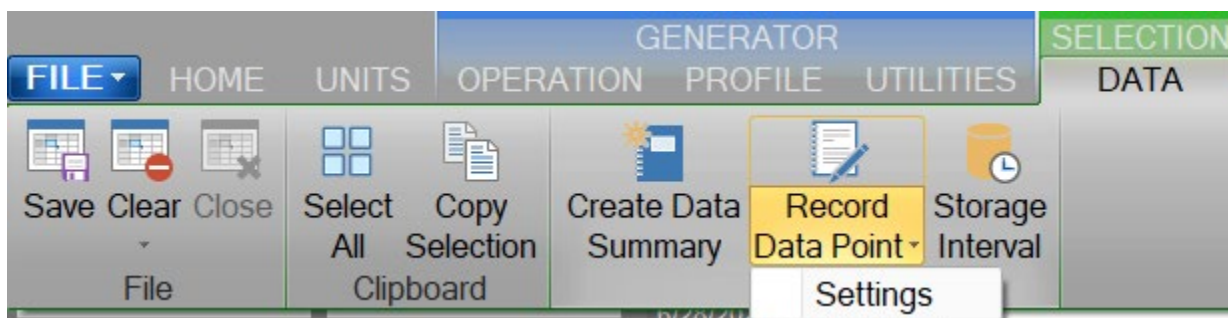 GENERATOR
SELECTION
FILE HOME UNITS OPERATION PROFILE UTILITIES DATA
Save Clear Close Select Copy Create Data Record Storage
All Selection Summary Data Point Interval
File Clipboard
Settings